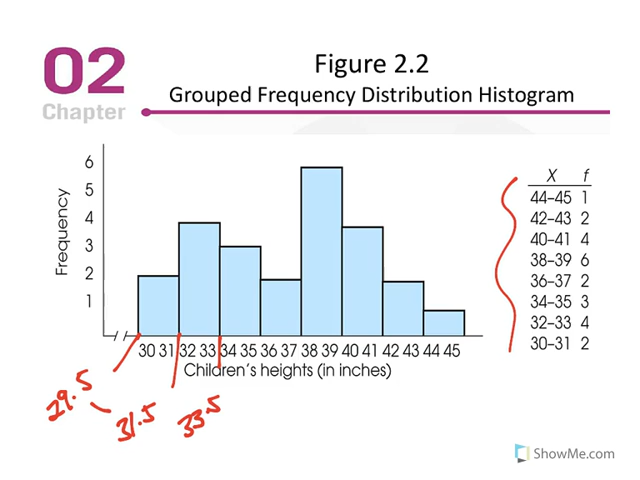 02
Chapter
Figure 2.2
Grouped Frequency Distribution Histogram
Frequency
6
5
4
3
2
1
30 31 32 33 34 35 36 37 38 39 40 41 42 43 44 45
Children's heights (in inches)
X f
44–45 1
42–43 2
40–41 4
38–39 6
36–37 2
34–35 3
32–33 4
30–31 2
29.5
31.5
33.5
ShowMe.com